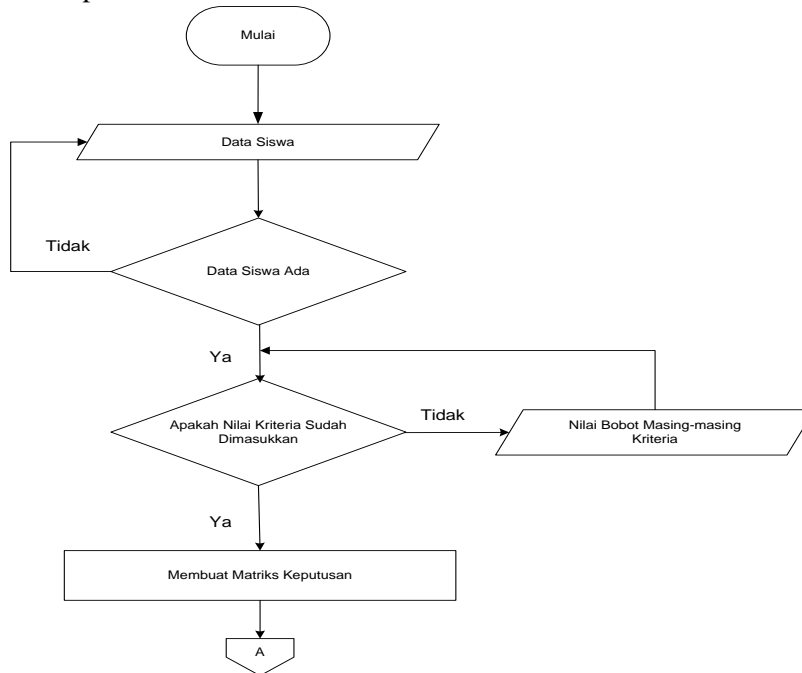 Mulai
Data Siswa
Tidak
Data Siswa Ada
Ya
Apakah Nilai Kriteria Sudah
Dimasukkan
Tidak
Nilai Bobot Masing-masing
Kriteria
Ya
Membuat Matriks Keputusan
A